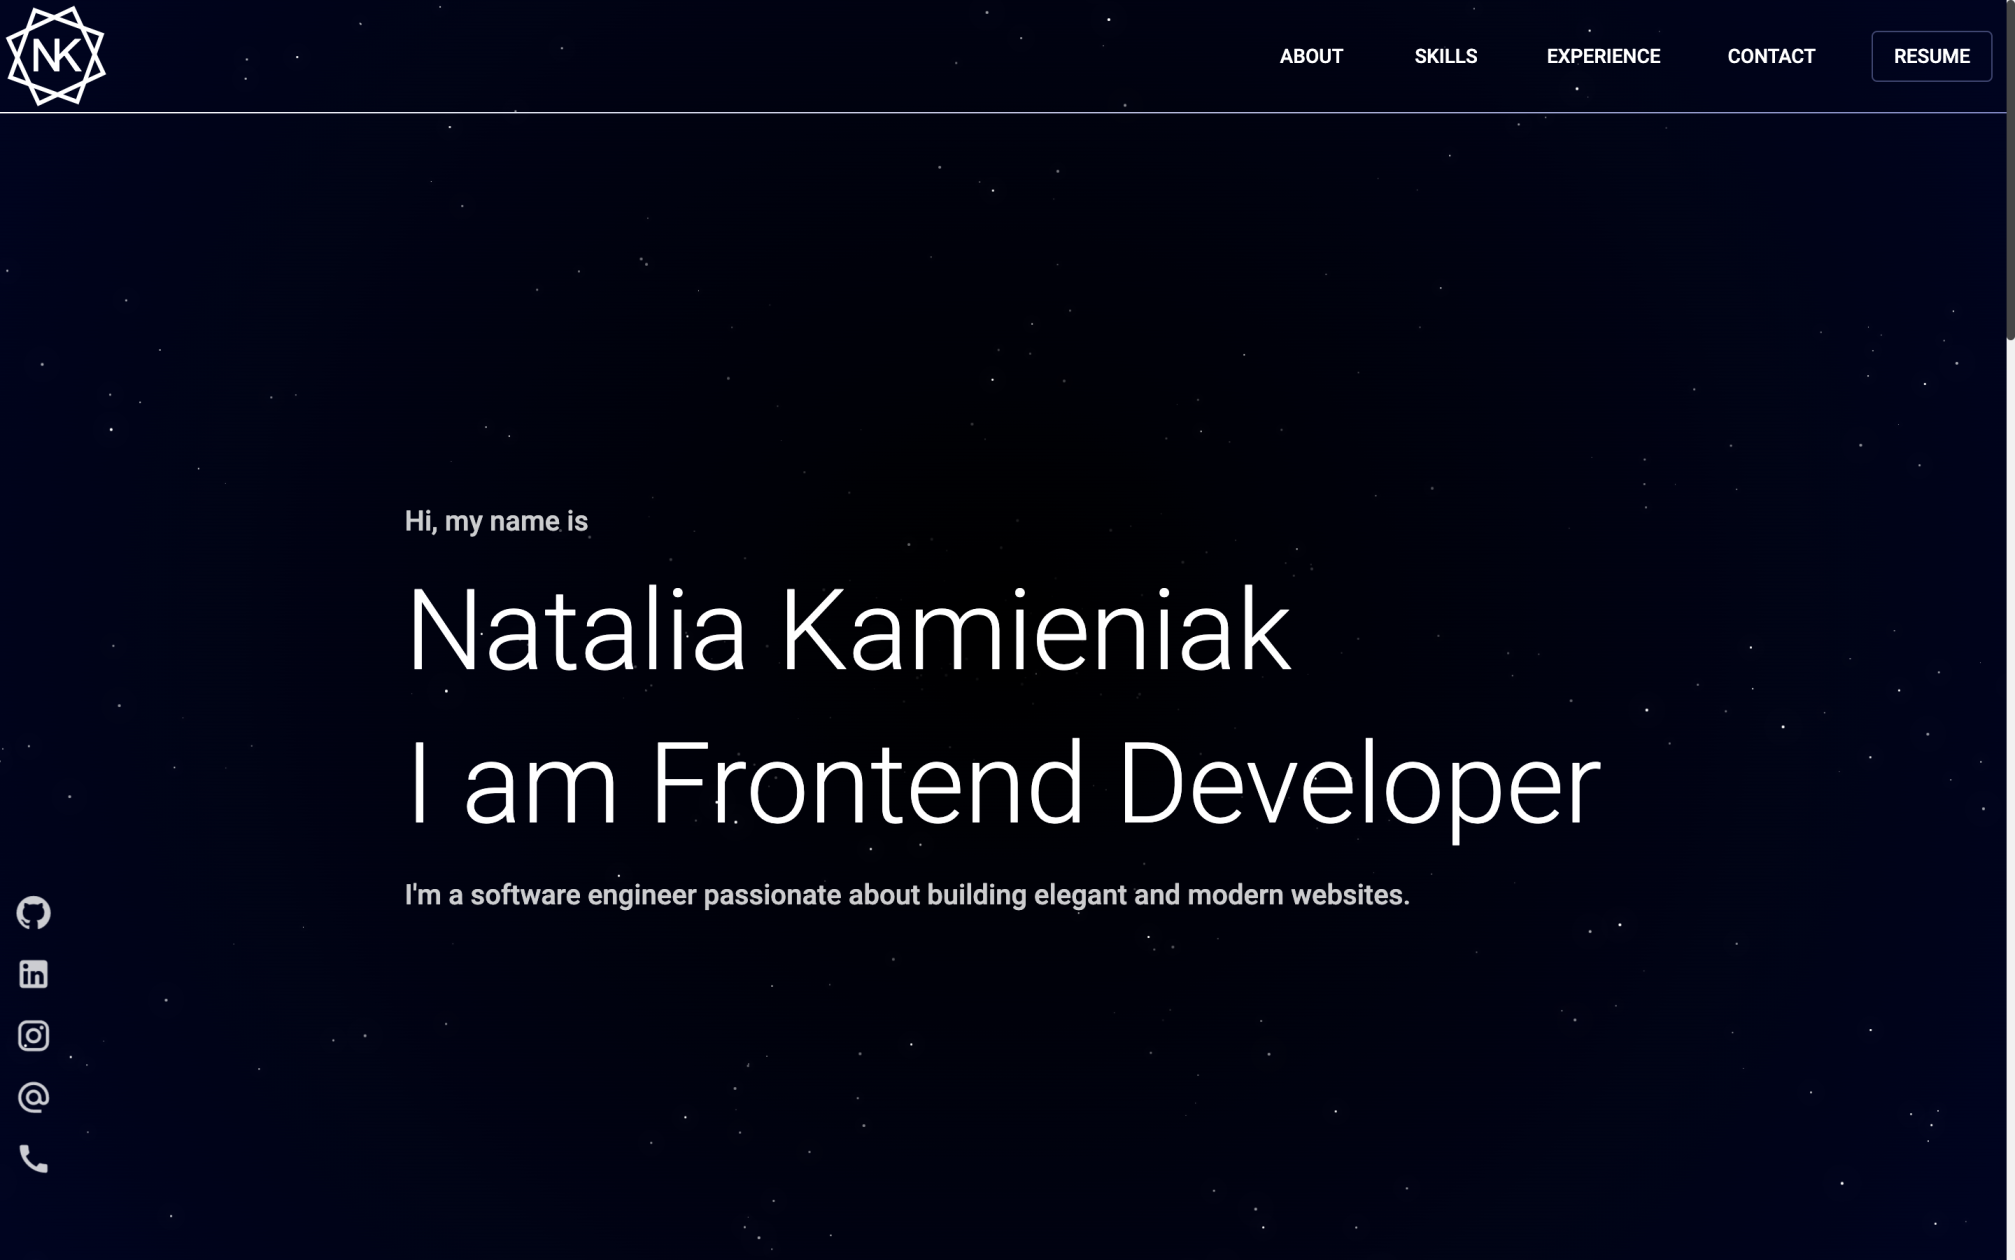 NK
ABOUT
SKILLS
EXPERIENCE
CONTACT
RESUME
Hi, my name is
Natalia Kamieniak
I am Frontend Developer
I'm a software engineer passionate about building elegant and modern websites.
in
@